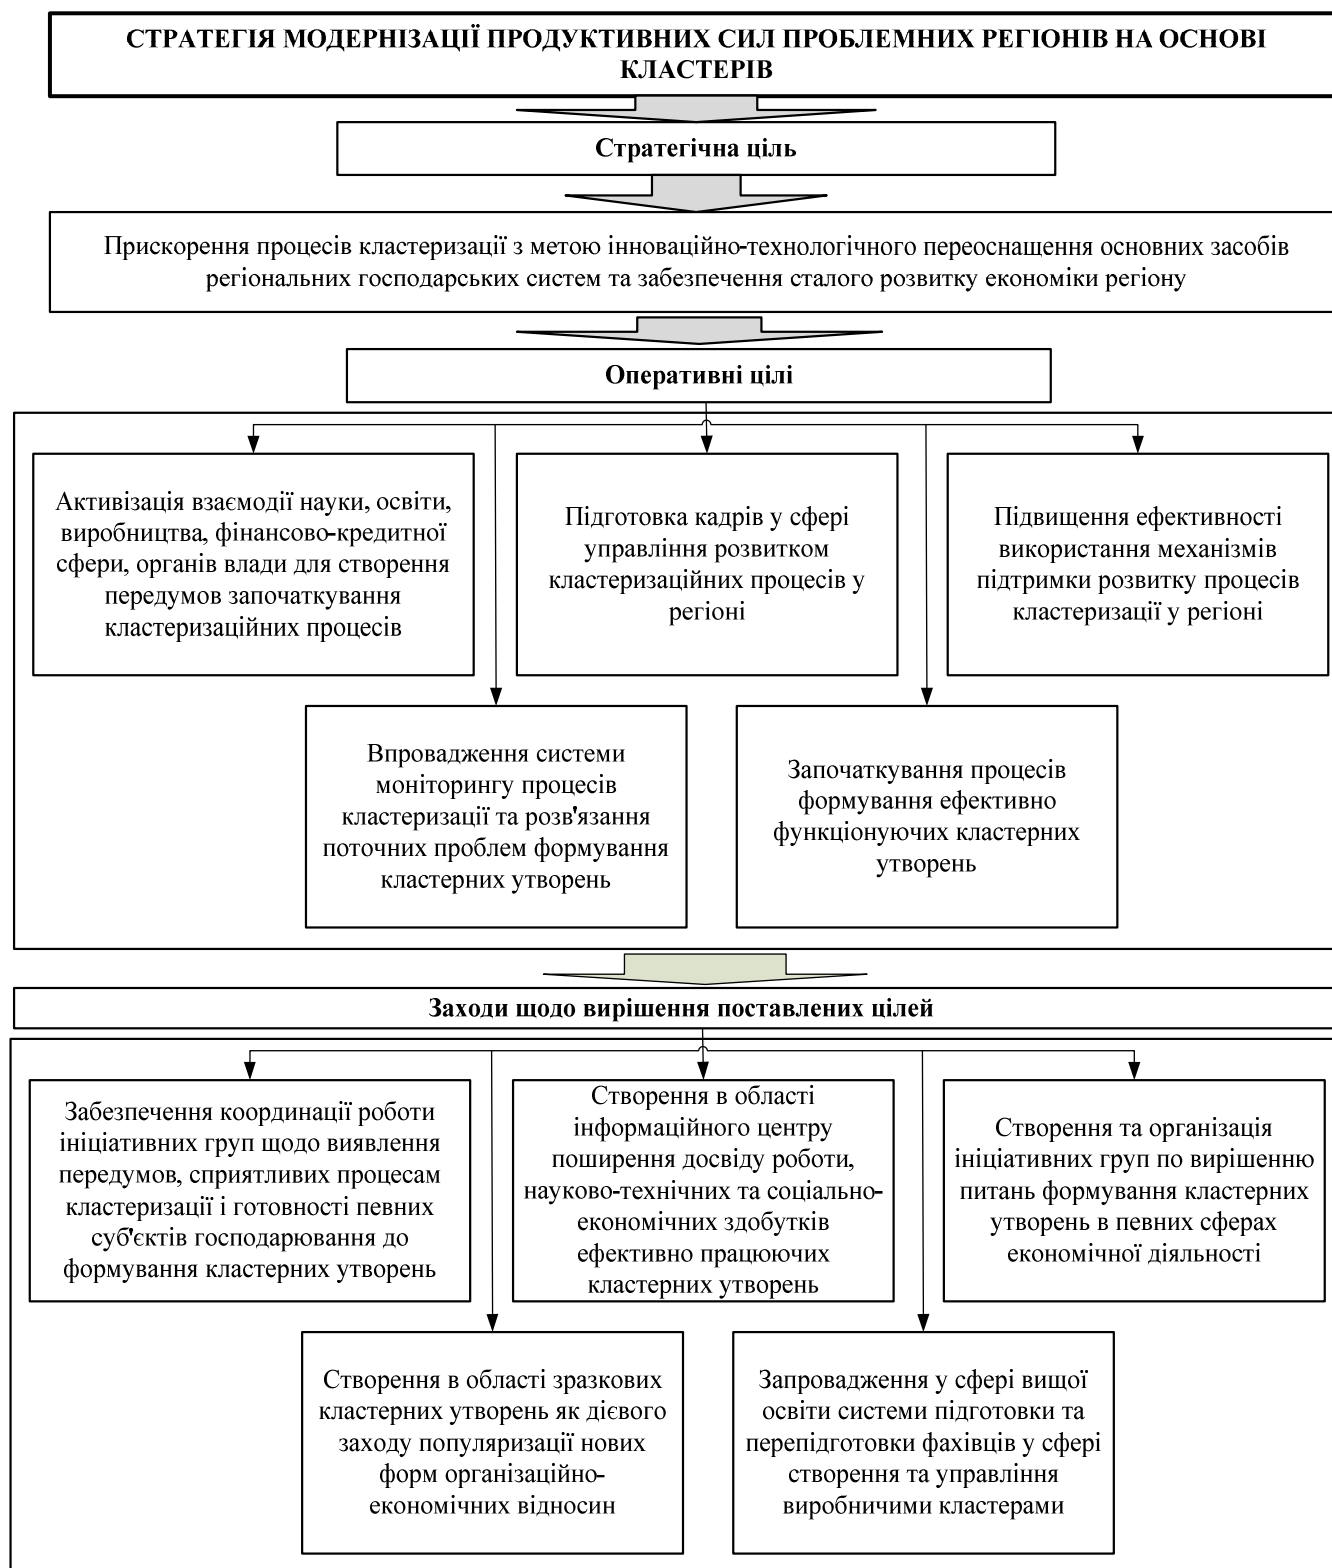 СТРАТЕГІЯ МОДЕРНІЗАЦІЇ ПРОДУКТИВНИХ СИЛ ПРОБЛЕМНИХ РЕГІОНІВ НА ОСНОВІ
КЛАСТЕРІВ
Стратегічна ціль
Прискорення процесів кластеризації з метою інноваційно-технологічного переоснащення основних засобів
регіональних господарських систем та забезпечення сталого розвитку економіки регіону
Оперативні цілі
Активізація взаємодії науки, освіти,
виробництва, фінансово-кредитної
сфери, органів влади для створення
передумов започаткування
кластеризаційних процесів
Підготовка кадрів у сфері
управління розвитком
кластеризаційних процесів у
регіоні
Підвищення ефективності
використання механізмів
підтримки розвитку процесів
кластеризації у регіоні
Впровадження системи
моніторингу процесів
кластеризації та розв'язання
поточних проблем формування
кластерних утворень
Започаткування процесів
формування ефективно
функціонуючих кластерних
утворень
Заходи щодо вирішення поставлених цілей
Забезпечення координації роботи
ініціативних груп щодо виявлення
передумов, сприятливих процесам
кластеризації і готовності певних
суб'єктів господарювання до
формування кластерних утворень
Створення в області
інформаційного центру
поширення досвіду роботи,
науково-технічних та соціально-
економічних здобутків
ефективно працюючих
кластерних утворень
Створення та організація
ініціативних груп по вирішенню
питань формування кластерних
утворень в певних сферах
економічної діяльності
Створення в області зразкових
кластерних утворень як дієвого
заходу популяризації нових
форм організаційно-
економічних відносин
Запровадження у сфері вищої
освіти системи підготовки та
перепідготовки фахівців у сфері
створення та управління
виробничими кластерами